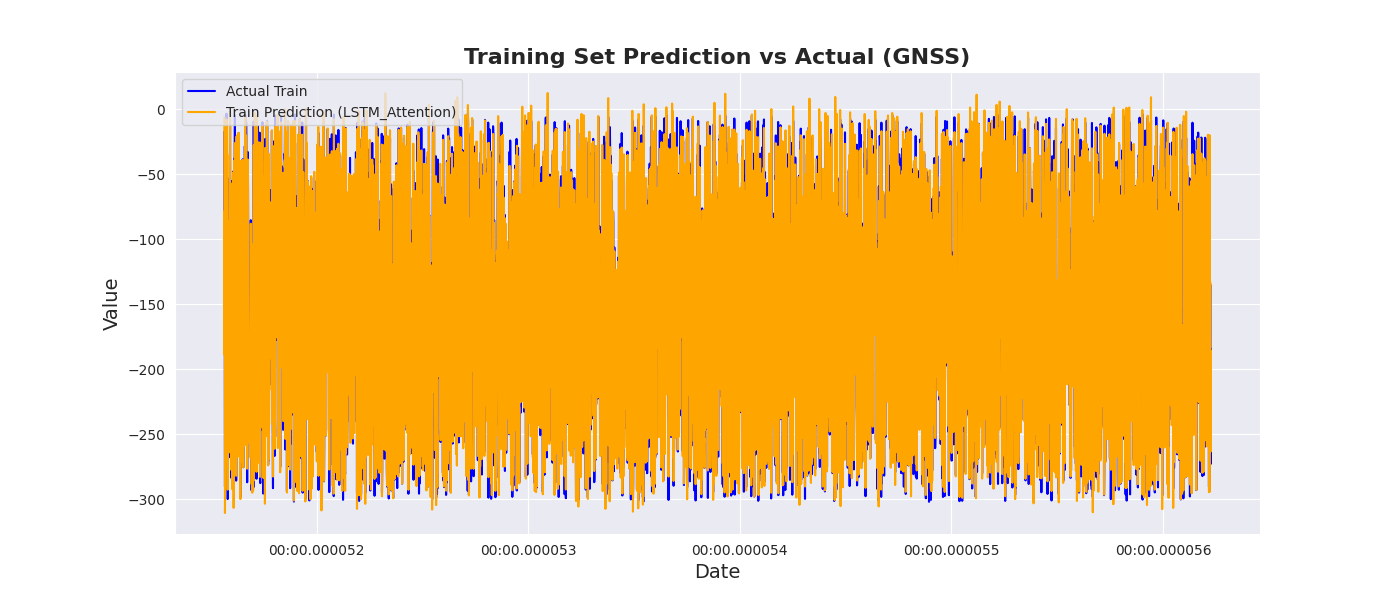 Training Set Prediction vs Actual (GNSS)
Actual Train
Train Prediction (LSTM_Attention)
Value
0
−50
−100
−150
−200
−250
−300
00:00.000052 00:00.000053 00:00.000054 00:00.000055 00:00.000056
Date